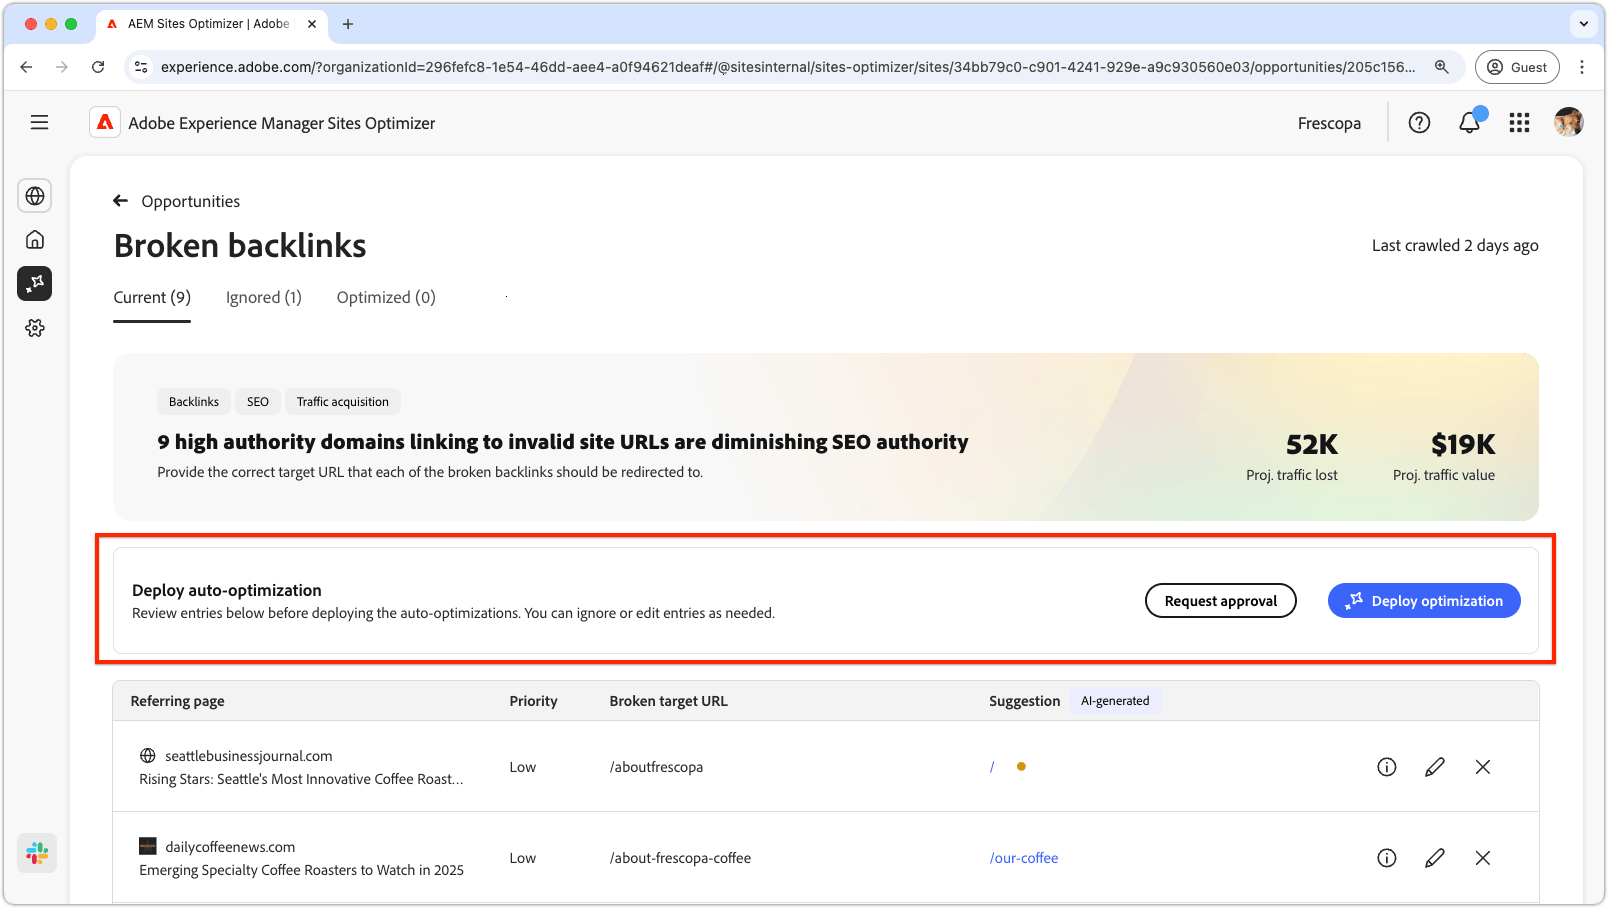 AEM Sites Optimizer | Adobe
experience.adobe.com/?organizationId=296fefc8-1e54-46dd-aee4-a0f94621deaf#/@sitesinternal/sites-optimizer/sites/34bb79c0-c901-4241-929e-a9c930560e03/opportunities/205c156...
Guest
Adobe Experience Manager Sites Optimizer
Frescopa
Opportunities
Broken backlinks
Last crawled 2 days ago
Current (9) Ignored (1) Optimized (0)
Backlinks SEO Traffic acquisition
9 high authority domains linking to invalid site URLs are diminishing SEO authority
Provide the correct target URL that each of the broken backlinks should be redirected to.
52K $19K
Proj. traffic lost Proj. traffic value
Deploy auto-optimization
Review entries below before deploying the auto-optimizations. You can ignore or edit entries as needed.
Request approval Deploy optimization
Referring page Priority Broken target URL Suggestion AI-generated
seattlebusinessjournal.com
Rising Stars: Seattle's Most Innovative Coffee Roast...
Low /aboutfrescopa /
dailycoffeenews.com
Emerging Specialty Coffee Roasters to Watch in 2025
Low /about-frescopa-coffee /our-coffee